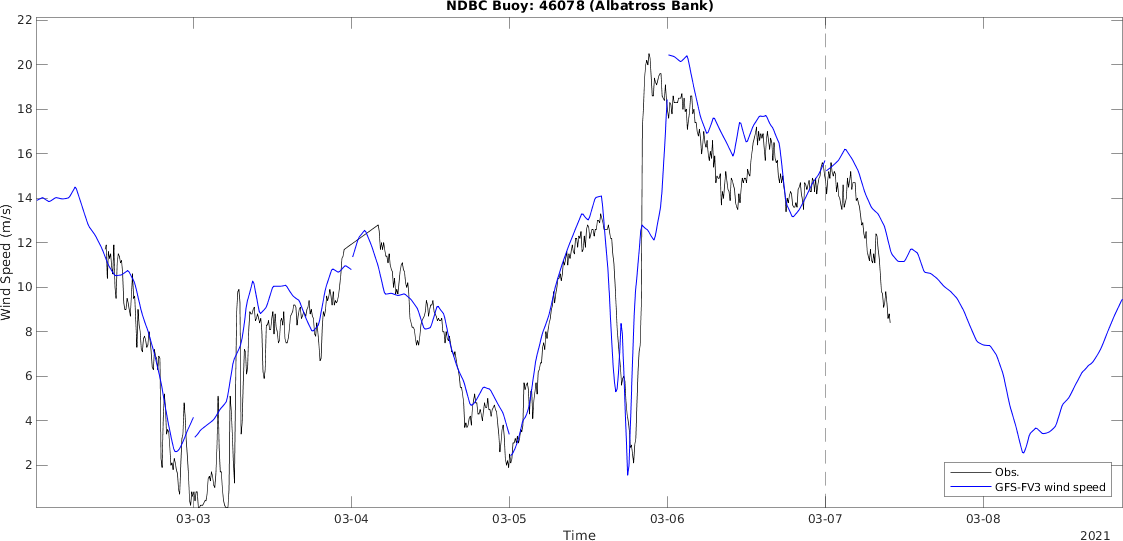 NDBC Buoy: 46078 (Albatross Bank)
22
20
18
16
14
12
10
8
6
4
2
Wind Speed (m/s)
Obs.
GFS-FV3 wind speed
03-03 03-04 03-05 03-06 03-07 03-08
Time
2021